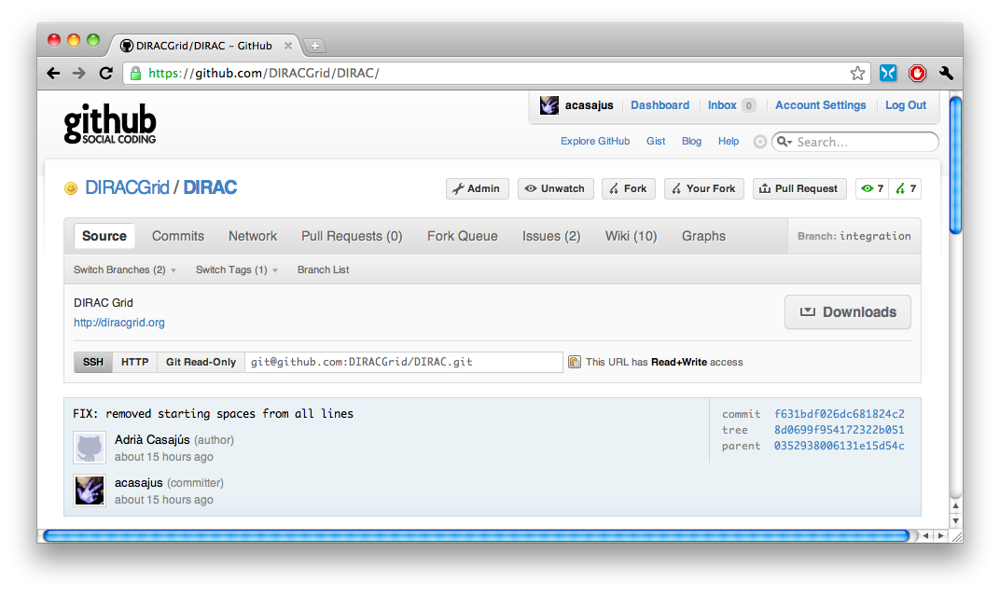 DIRACGrid/DIRAC – GitHub
https://github.com/DIRACGrid/DIRAC/
github
SOCIAL CODING
acasajus Dashboard Inbox 0 Account Settings Log Out
Explore GitHub Gist Blog Help Search...
DIRACGrid / DIRAC
Admin Unwatch Fork Your Fork Pull Request 7 7
Source Commits Network Pull Requests (0) Fork Queue Issues (2) Wiki (10) Graphs Branch: integration
Switch Branches (2) Switch Tags (1) Branch List
DIRAC Grid
http://diracgrid.org
Downloads
SSH HTTP Git Read-Only git@github.com:DIRACGrid/DIRAC.git This URL has Read+Write access
FIX: removed starting spaces from all lines
Adrià Casajús (author)
about 15 hours ago
acasajus (committer)
about 15 hours ago
commit f631bdf026dc681824c2
tree 8d0699f954172322b051
parent 0352938006131e15d54c